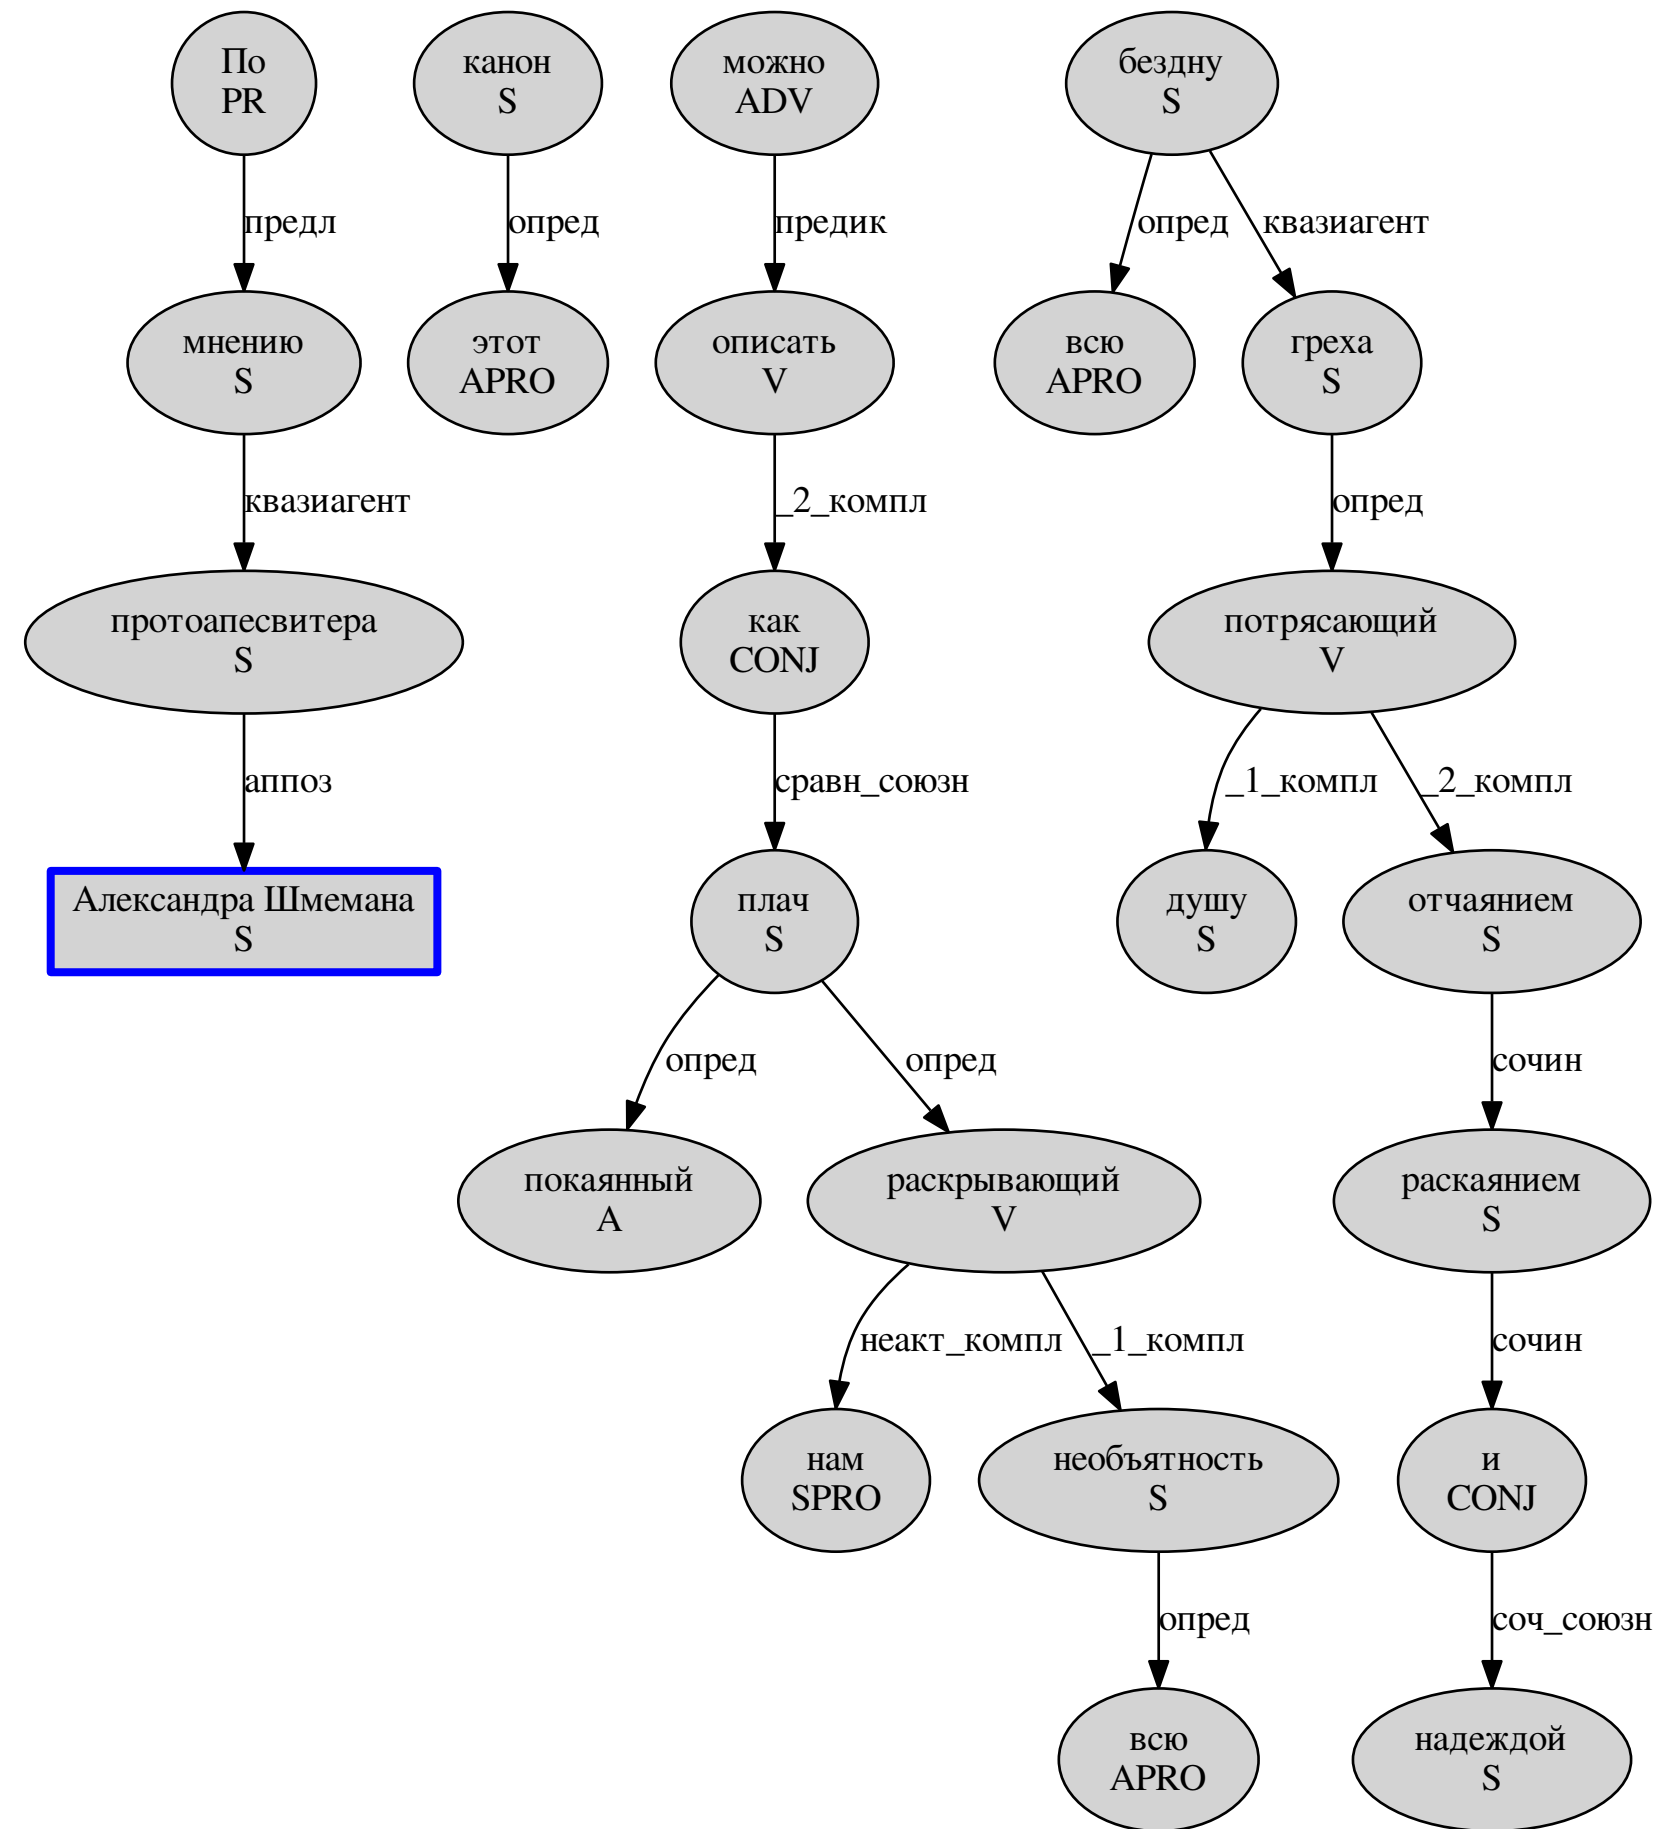 По
PR
канон
S
можно
ADV
бездну
S
предл
опред
предик
опред
квазиагент
мнению
S
этот
APRO
описать
V
всю
APRO
греха
S
квазиагент
_2_компл
опред
протоапесвитера
S
как
CONJ
потрясающий
V
аппоз
сравн_союзн
_1_компл
_2_компл
Александра Шмемана
S
плач
S
душу
S
отчаянием
S
опред
опред
сочин
покаянный
A
раскрывающий
V
раскаянием
S
неакт_компл
_1_компл
сочин
нам
SPRO
необъятность
S
и
CONJ
опред
соч_союзн
всю
APRO
надеждой
S